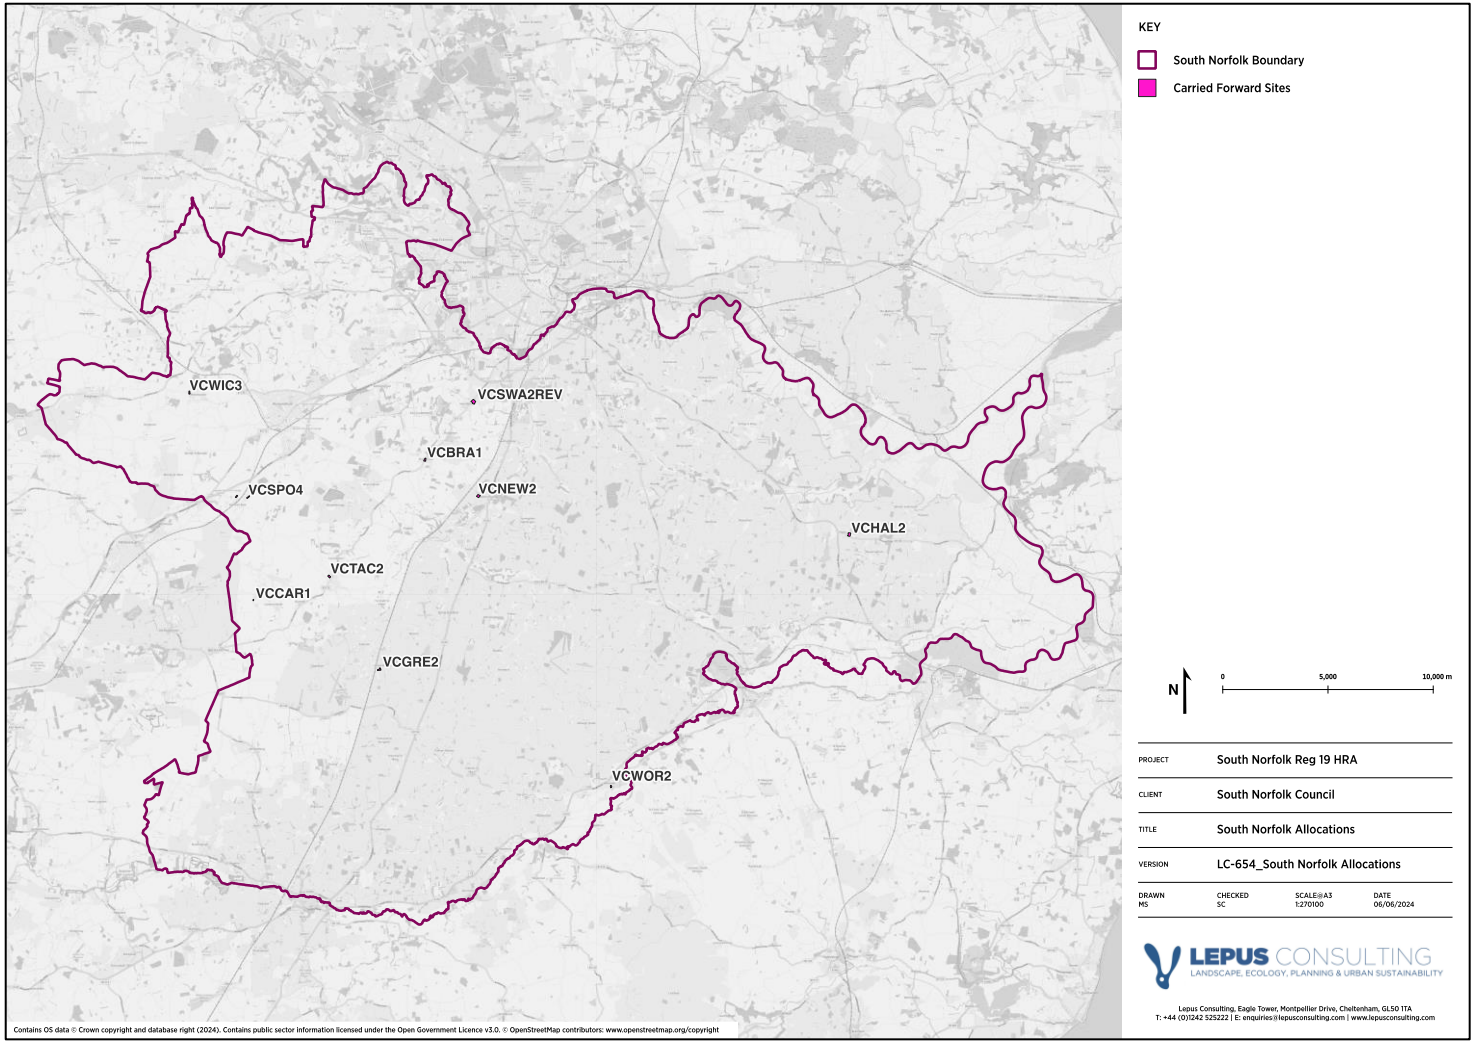 KEY
South Norfolk Boundary
Carried Forward Sites
VCWIC3
VCSWA2REV
VCBRA1
VCSPO4
VCNEW2
VCHAL2
VCTAC2
VCCAR1
VCGRE2
VCWOR2
N
0 5,000 10,000 m
PROJECT South Norfolk Reg 19 HRA
CLIENT South Norfolk Council
TITLE South Norfolk Allocations
VERSION LC-654_South Norfolk Allocations
DRAWN CHECKED SCALE@A3 DATE
MS SC 1:270100 06/06/2024
LEPUS CONSULTING
LANDSCAPE, ECOLOGY, PLANNING & URBAN SUSTAINABILITY
Lepus Consulting, Eagle Tower, Montpellier Drive, Cheltenham, GL50 1TA
T: +44 (0)1242 525222 | E: enquiries@lepusconsulting.com | www.lepusconsulting.com
Contains OS data © Crown copyright and database right (2024). Contains public sector information licensed under the Open Government Licence v3.0. © OpenStreetMap contributors: www.openstreetmap.org/copyright